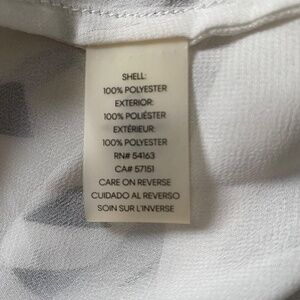 SHELL:
100% POLYESTER
EXTERIOR:
100% POLIÉSTER
EXTÉRIEUR:
100% POLYESTER
RN# 54163
CA# 57151
CARE ON REVERSE
CUIDADO AL REVERSO
SOIN SUR L'INVERSE